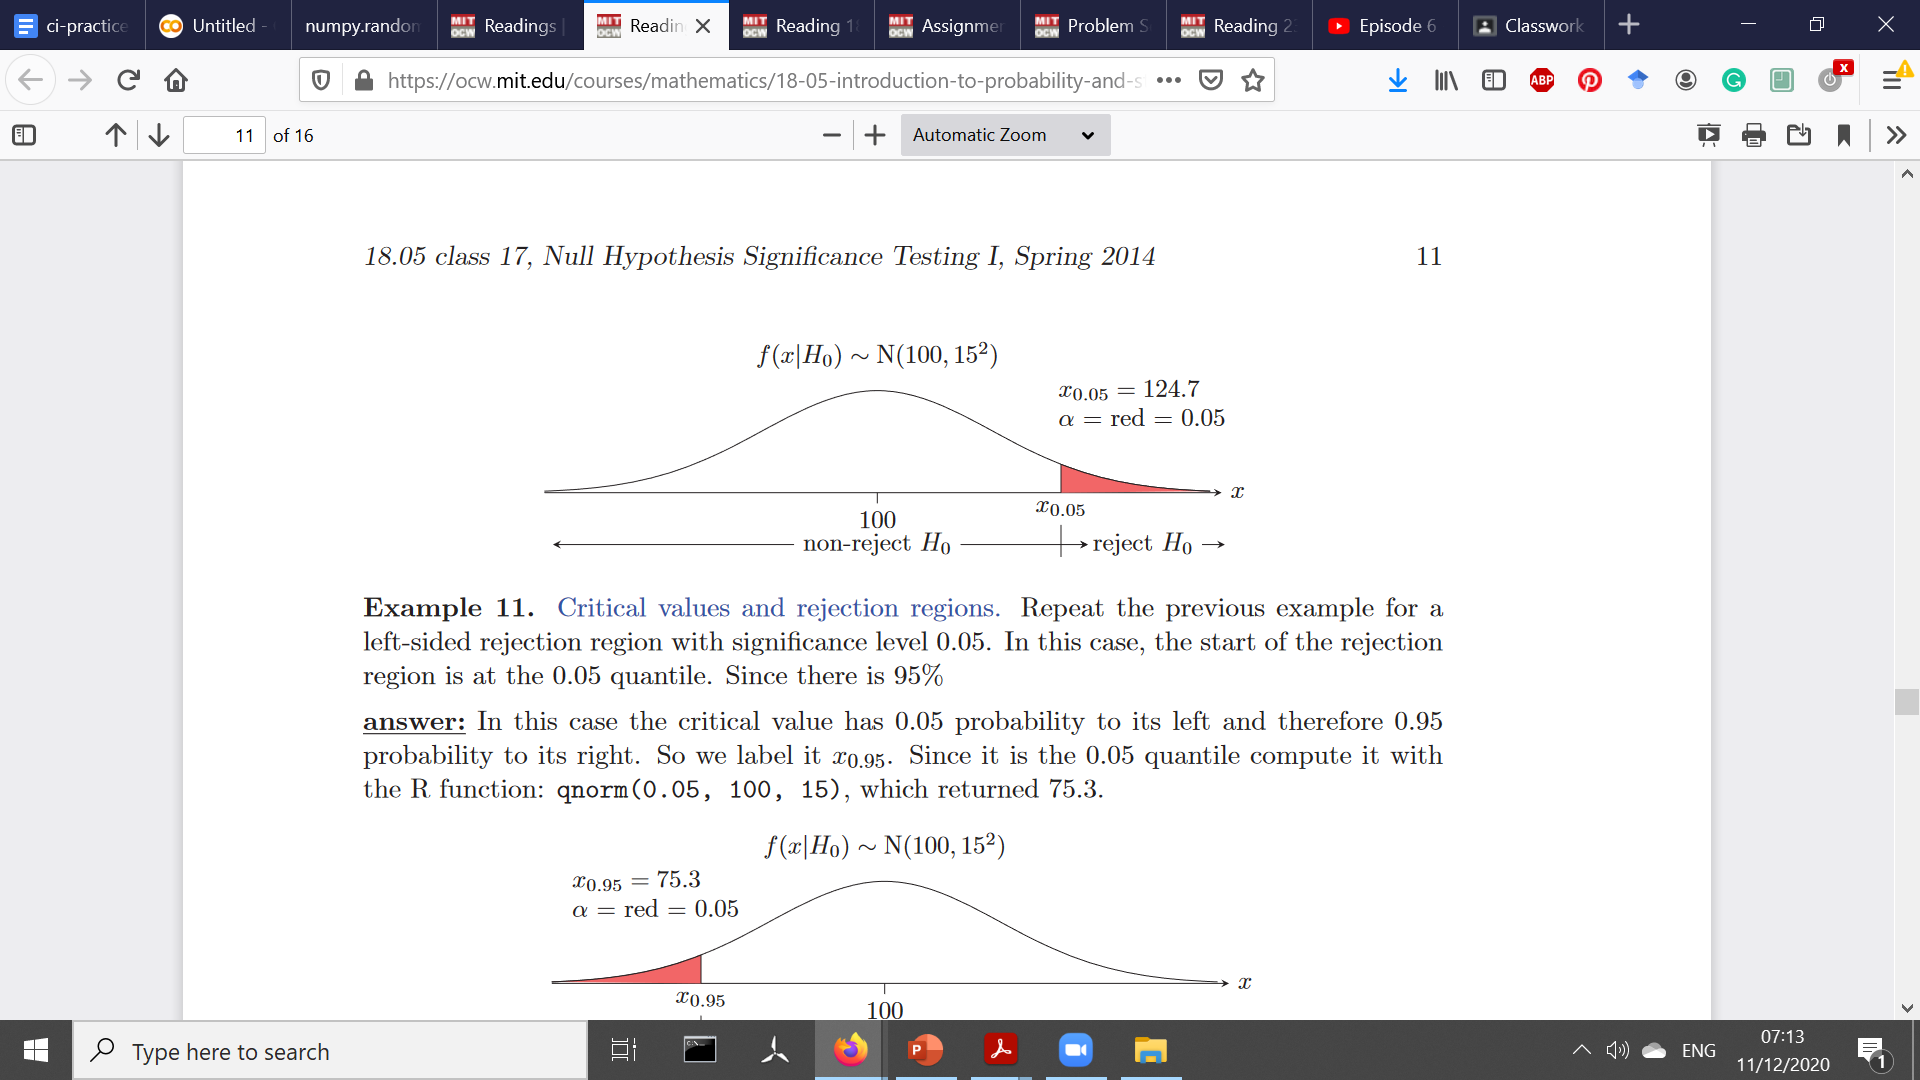 ci-practice
Untitled -
numpy.random
Readings |
Readin
Reading 1
Assignmen
Problem S
Reading 2
Episode 6
Classwork
https://ocw.mit.edu/courses/mathematics/18-05-introduction-to-probability-and-s
ABP
11 of 16
Automatic Zoom
18.05 class 17, Null Hypothesis Significance Testing I, Spring 2014 11
f(x|H₀) ∼ N(100, 15²)
x₀.₀₅ = 124.7
α = red = 0.05
x
x₀.₀₅
100
non-reject H₀ reject H₀
Example 11. Critical values and rejection regions. Repeat the previous example for a
left-sided rejection region with significance level 0.05. In this case, the start of the rejection
region is at the 0.05 quantile. Since there is 95%
answer: In this case the critical value has 0.05 probability to its left and therefore 0.95
probability to its right. So we label it x₀.₉₅. Since it is the 0.05 quantile compute it with
the R function: qnorm(0.05, 100, 15), which returned 75.3.
f(x|H₀) ∼ N(100, 15²)
x₀.₉₅ = 75.3
α = red = 0.05
x
x₀.₉₅
100
Type here to search
ENG
07:13
11/12/2020
1